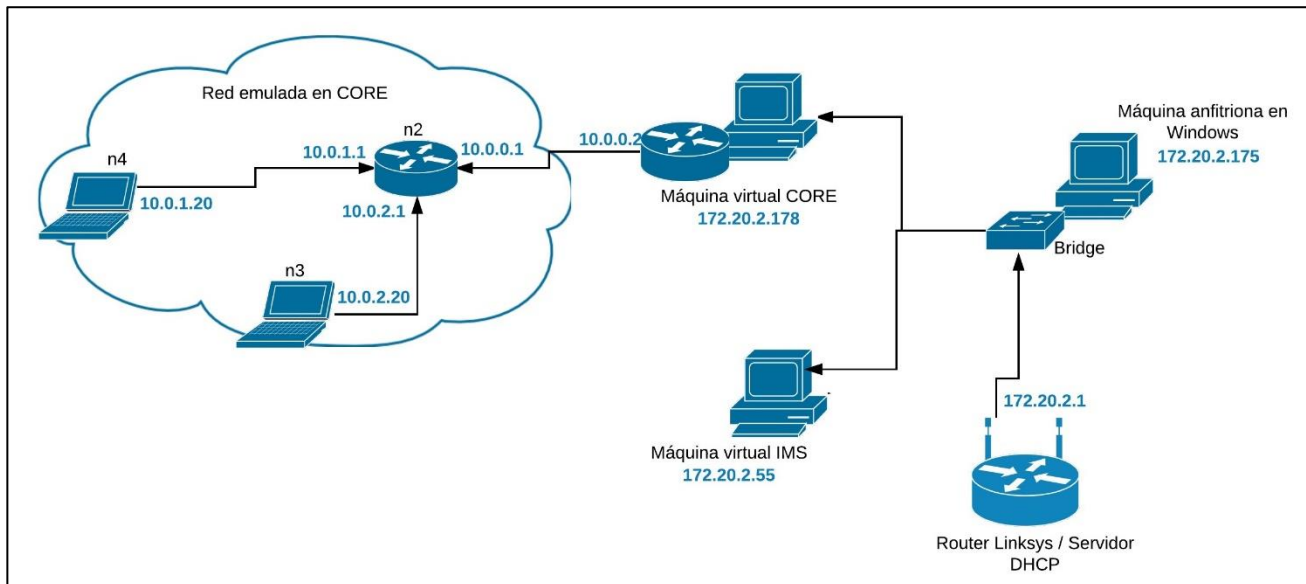 Red emulada en CORE
n2
n4
10.0.1.1
10.0.0.1
10.0.0.2
10.0.1.20
10.0.2.1
n3
10.0.2.20
Máquina virtual CORE
172.20.2.178
Máquina anfitriona en
Windows
172.20.2.175
Bridge
Máquina virtual IMS
172.20.2.55
172.20.2.1
Router Linksys / Servidor
DHCP